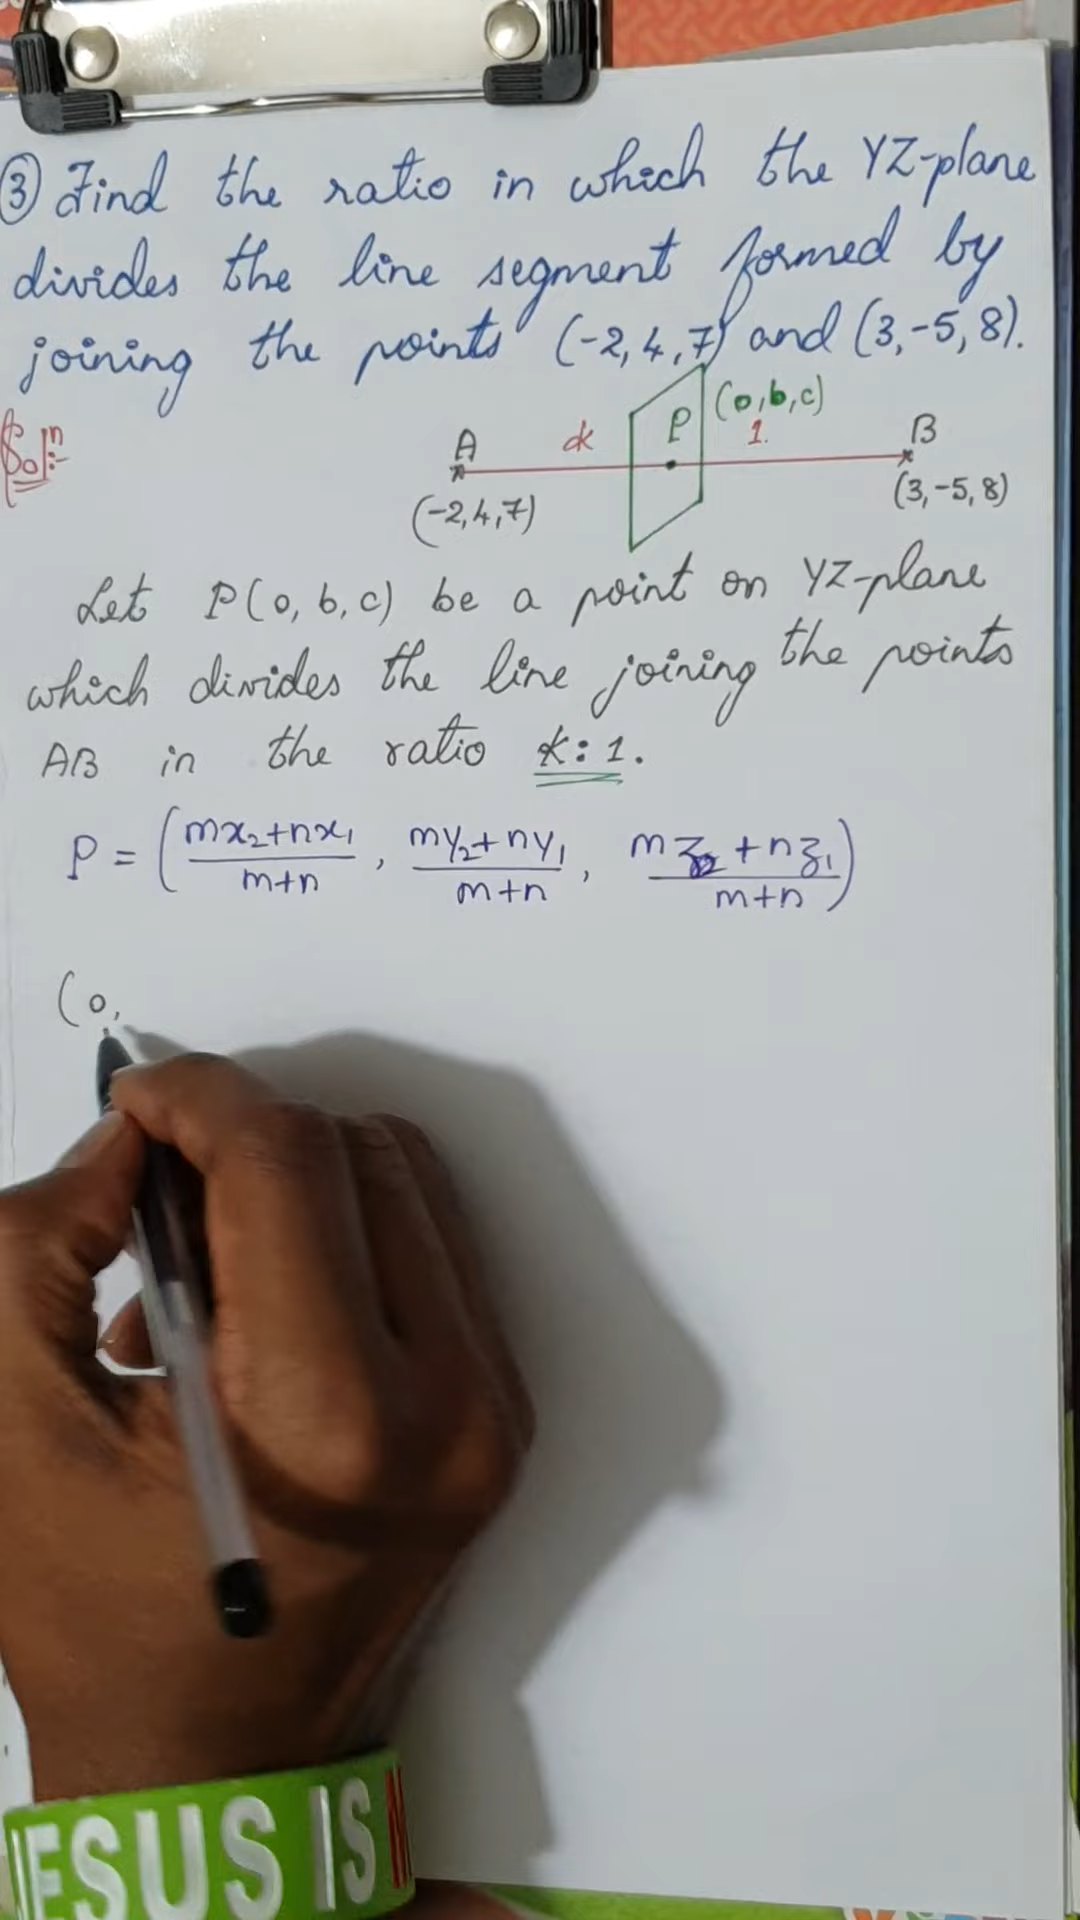 ③ Find the ratio in which the YZ-plane
divides the line segment formed by
joining the points (-2,4,7) and (3,-5,8).
Solⁿ:-
A k P (0,b,c) 1. B
(-2,4,7) (3,-5,8)
Let P(0, b, c) be a point on YZ-plane
which divides the line joining the points
AB in the ratio k:1.
P = ( mx₂+nx₁ / m+n , my₂+ny₁ / m+n , mz₂+nz₁ / m+n )
(0,
ESUS IS